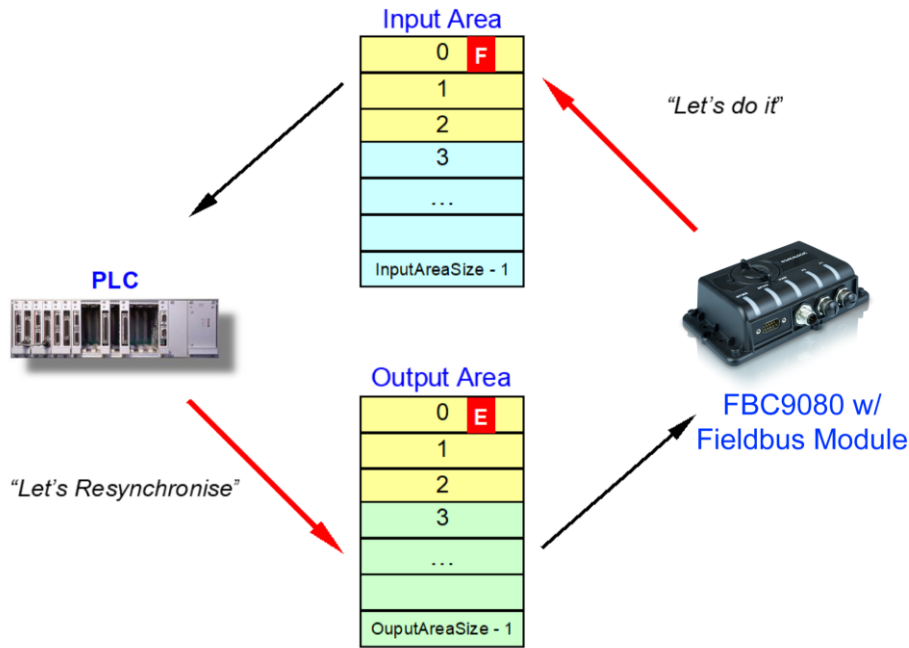 Input Area
0 F
1
2
3
...
InputAreaSize - 1
"Let's do it"
PLC
Output Area
0 E
1
2
3
...
OuputAreaSize - 1
"Let's Resynchronise"
FBC9080 w/
Fieldbus Module